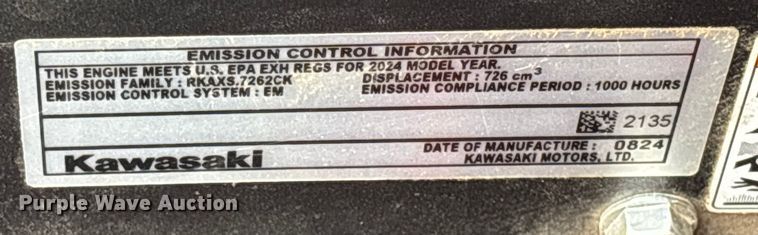 EMISSION CONTROL INFORMATION
THIS ENGINE MEETS U.S. EPA EXH REGS FOR 2024 MODEL YEAR.
EMISSION FAMILY : RKAXS.7262CK DISPLACEMENT : 726 cm³
EMISSION CONTROL SYSTEM : EM EMISSION COMPLIANCE PERIOD : 1000 HOURS
2135
Kawasaki DATE OF MANUFACTURE : 0824
KAWASAKI MOTORS, LTD.
Purple Wave Auction